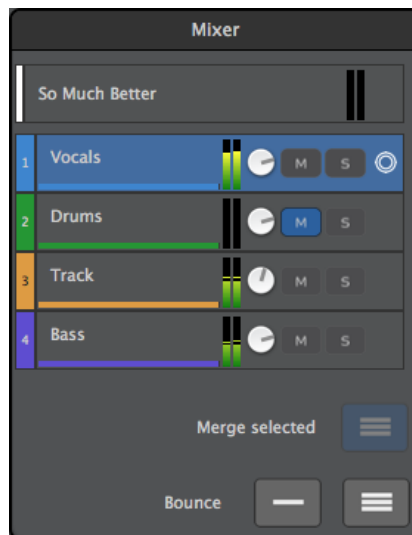 Mixer
So Much Better
1 Vocals M S
2 Drums M S
3 Track M S
4 Bass M S
Merge selected
Bounce